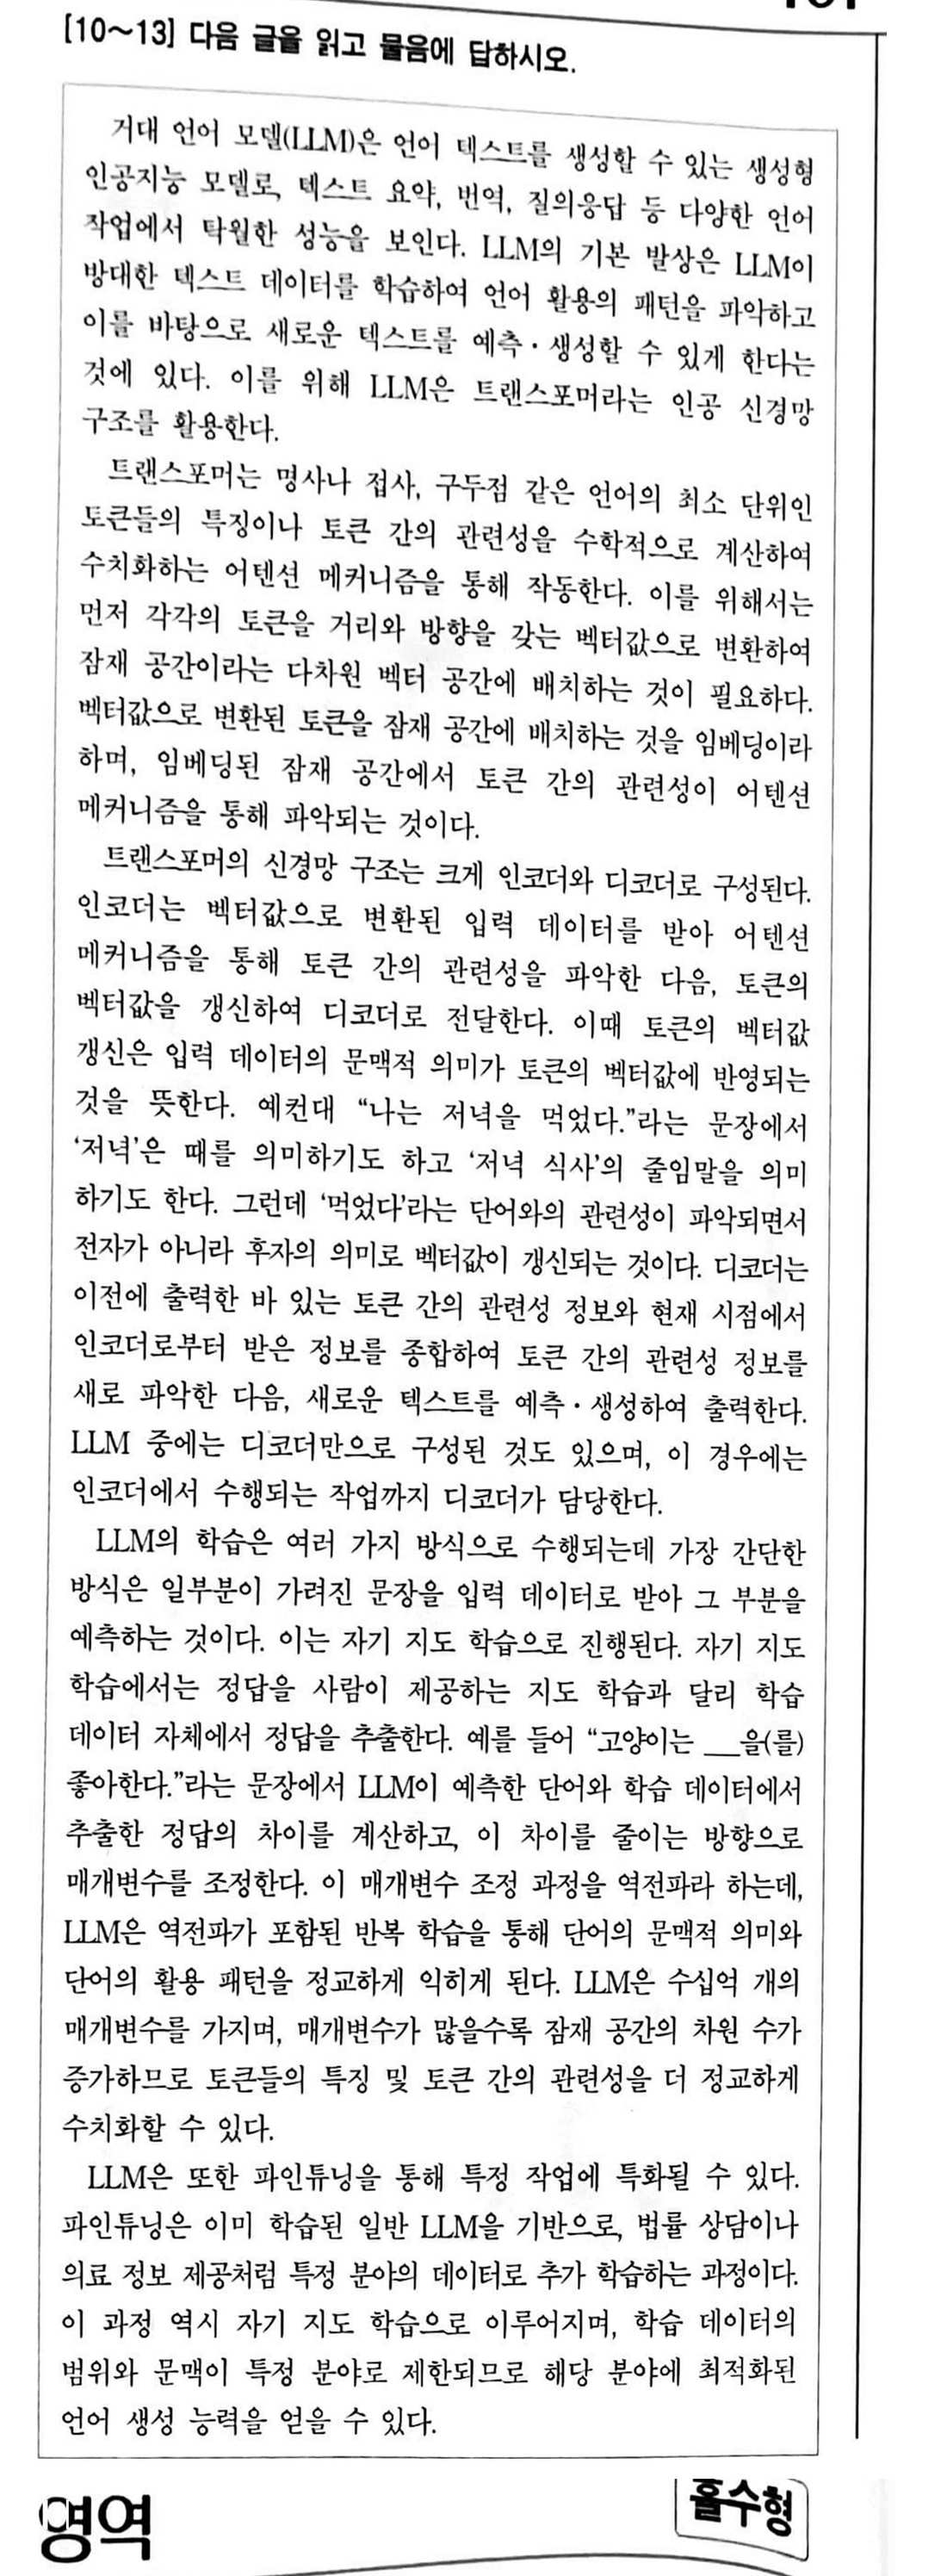 [10~13] 다음 글을 읽고 물음에 답하시오.
거대 언어 모델(LLM)은 언어 텍스트를 생성할 수 있는 생성형
인공지능 모델로, 텍스트 요약, 번역, 질의응답 등 다양한 언어
작업에서 탁월한 성능을 보인다. LLM의 기본 발상은 LLM이
방대한 텍스트 데이터를 학습하여 언어 활용의 패턴을 파악하고
이를 바탕으로 새로운 텍스트를 예측·생성할 수 있게 한다는
것에 있다. 이를 위해 LLM은 트랜스포머라는 인공 신경망
구조를 활용한다.
트랜스포머는 명사나 접사, 구두점 같은 언어의 최소 단위인
토큰들의 특징이나 토큰 간의 관련성을 수학적으로 계산하여
수치화하는 어텐션 메커니즘을 통해 작동한다. 이를 위해서는
먼저 각각의 토큰을 거리와 방향을 갖는 벡터값으로 변환하여
잠재 공간이라는 다차원 벡터 공간에 배치하는 것이 필요하다.
벡터값으로 변환된 토큰을 잠재 공간에 배치하는 것을 임베딩이라
하며, 임베딩된 잠재 공간에서 토큰 간의 관련성이 어텐션
메커니즘을 통해 파악되는 것이다.
트랜스포머의 신경망 구조는 크게 인코더와 디코더로 구성된다.
인코더는 벡터값으로 변환된 입력 데이터를 받아 어텐션
메커니즘을 통해 토큰 간의 관련성을 파악한 다음, 토큰의
벡터값을 갱신하여 디코더로 전달한다. 이때 토큰의 벡터값
갱신은 입력 데이터의 문맥적 의미가 토큰의 벡터값에 반영되는
것을 뜻한다. 예컨대 “나는 저녁을 먹었다.”라는 문장에서
‘저녁’은 때를 의미하기도 하고 ‘저녁 식사’의 줄임말을 의미
하기도 한다. 그런데 ‘먹었다’라는 단어와의 관련성이 파악되면서
전자가 아니라 후자의 의미로 벡터값이 갱신되는 것이다. 디코더는
이전에 출력한 바 있는 토큰 간의 관련성 정보와 현재 시점에서
인코더로부터 받은 정보를 종합하여 토큰 간의 관련성 정보를
새로 파악한 다음, 새로운 텍스트를 예측·생성하여 출력한다.
LLM 중에는 디코더만으로 구성된 것도 있으며, 이 경우에는
인코더에서 수행되는 작업까지 디코더가 담당한다.
LLM의 학습은 여러 가지 방식으로 수행되는데 가장 간단한
방식은 일부분이 가려진 문장을 입력 데이터로 받아 그 부분을
예측하는 것이다. 이는 자기 지도 학습으로 진행된다. 자기 지도
학습에서는 정답을 사람이 제공하는 지도 학습과 달리 학습
데이터 자체에서 정답을 추출한다. 예를 들어 “고양이는 __을(를)
좋아한다.”라는 문장에서 LLM이 예측한 단어와 학습 데이터에서
추출한 정답의 차이를 계산하고, 이 차이를 줄이는 방향으로
매개변수를 조정한다. 이 매개변수 조정 과정을 역전파라 하는데,
LLM은 역전파가 포함된 반복 학습을 통해 단어의 문맥적 의미와
단어의 활용 패턴을 정교하게 익히게 된다. LLM은 수십억 개의
매개변수를 가지며, 매개변수가 많을수록 잠재 공간의 차원 수가
증가하므로 토큰들의 특징 및 토큰 간의 관련성을 더 정교하게
수치화할 수 있다.
LLM은 또한 파인튜닝을 통해 특정 작업에 특화될 수 있다.
파인튜닝은 이미 학습된 일반 LLM을 기반으로, 법률 상담이나
의료 정보 제공처럼 특정 분야의 데이터로 추가 학습하는 과정이다.
이 과정 역시 자기 지도 학습으로 이루어지며, 학습 데이터의
범위와 문맥이 특정 분야로 제한되므로 해당 분야에 최적화된
언어 생성 능력을 얻을 수 있다.
영역
홀수형